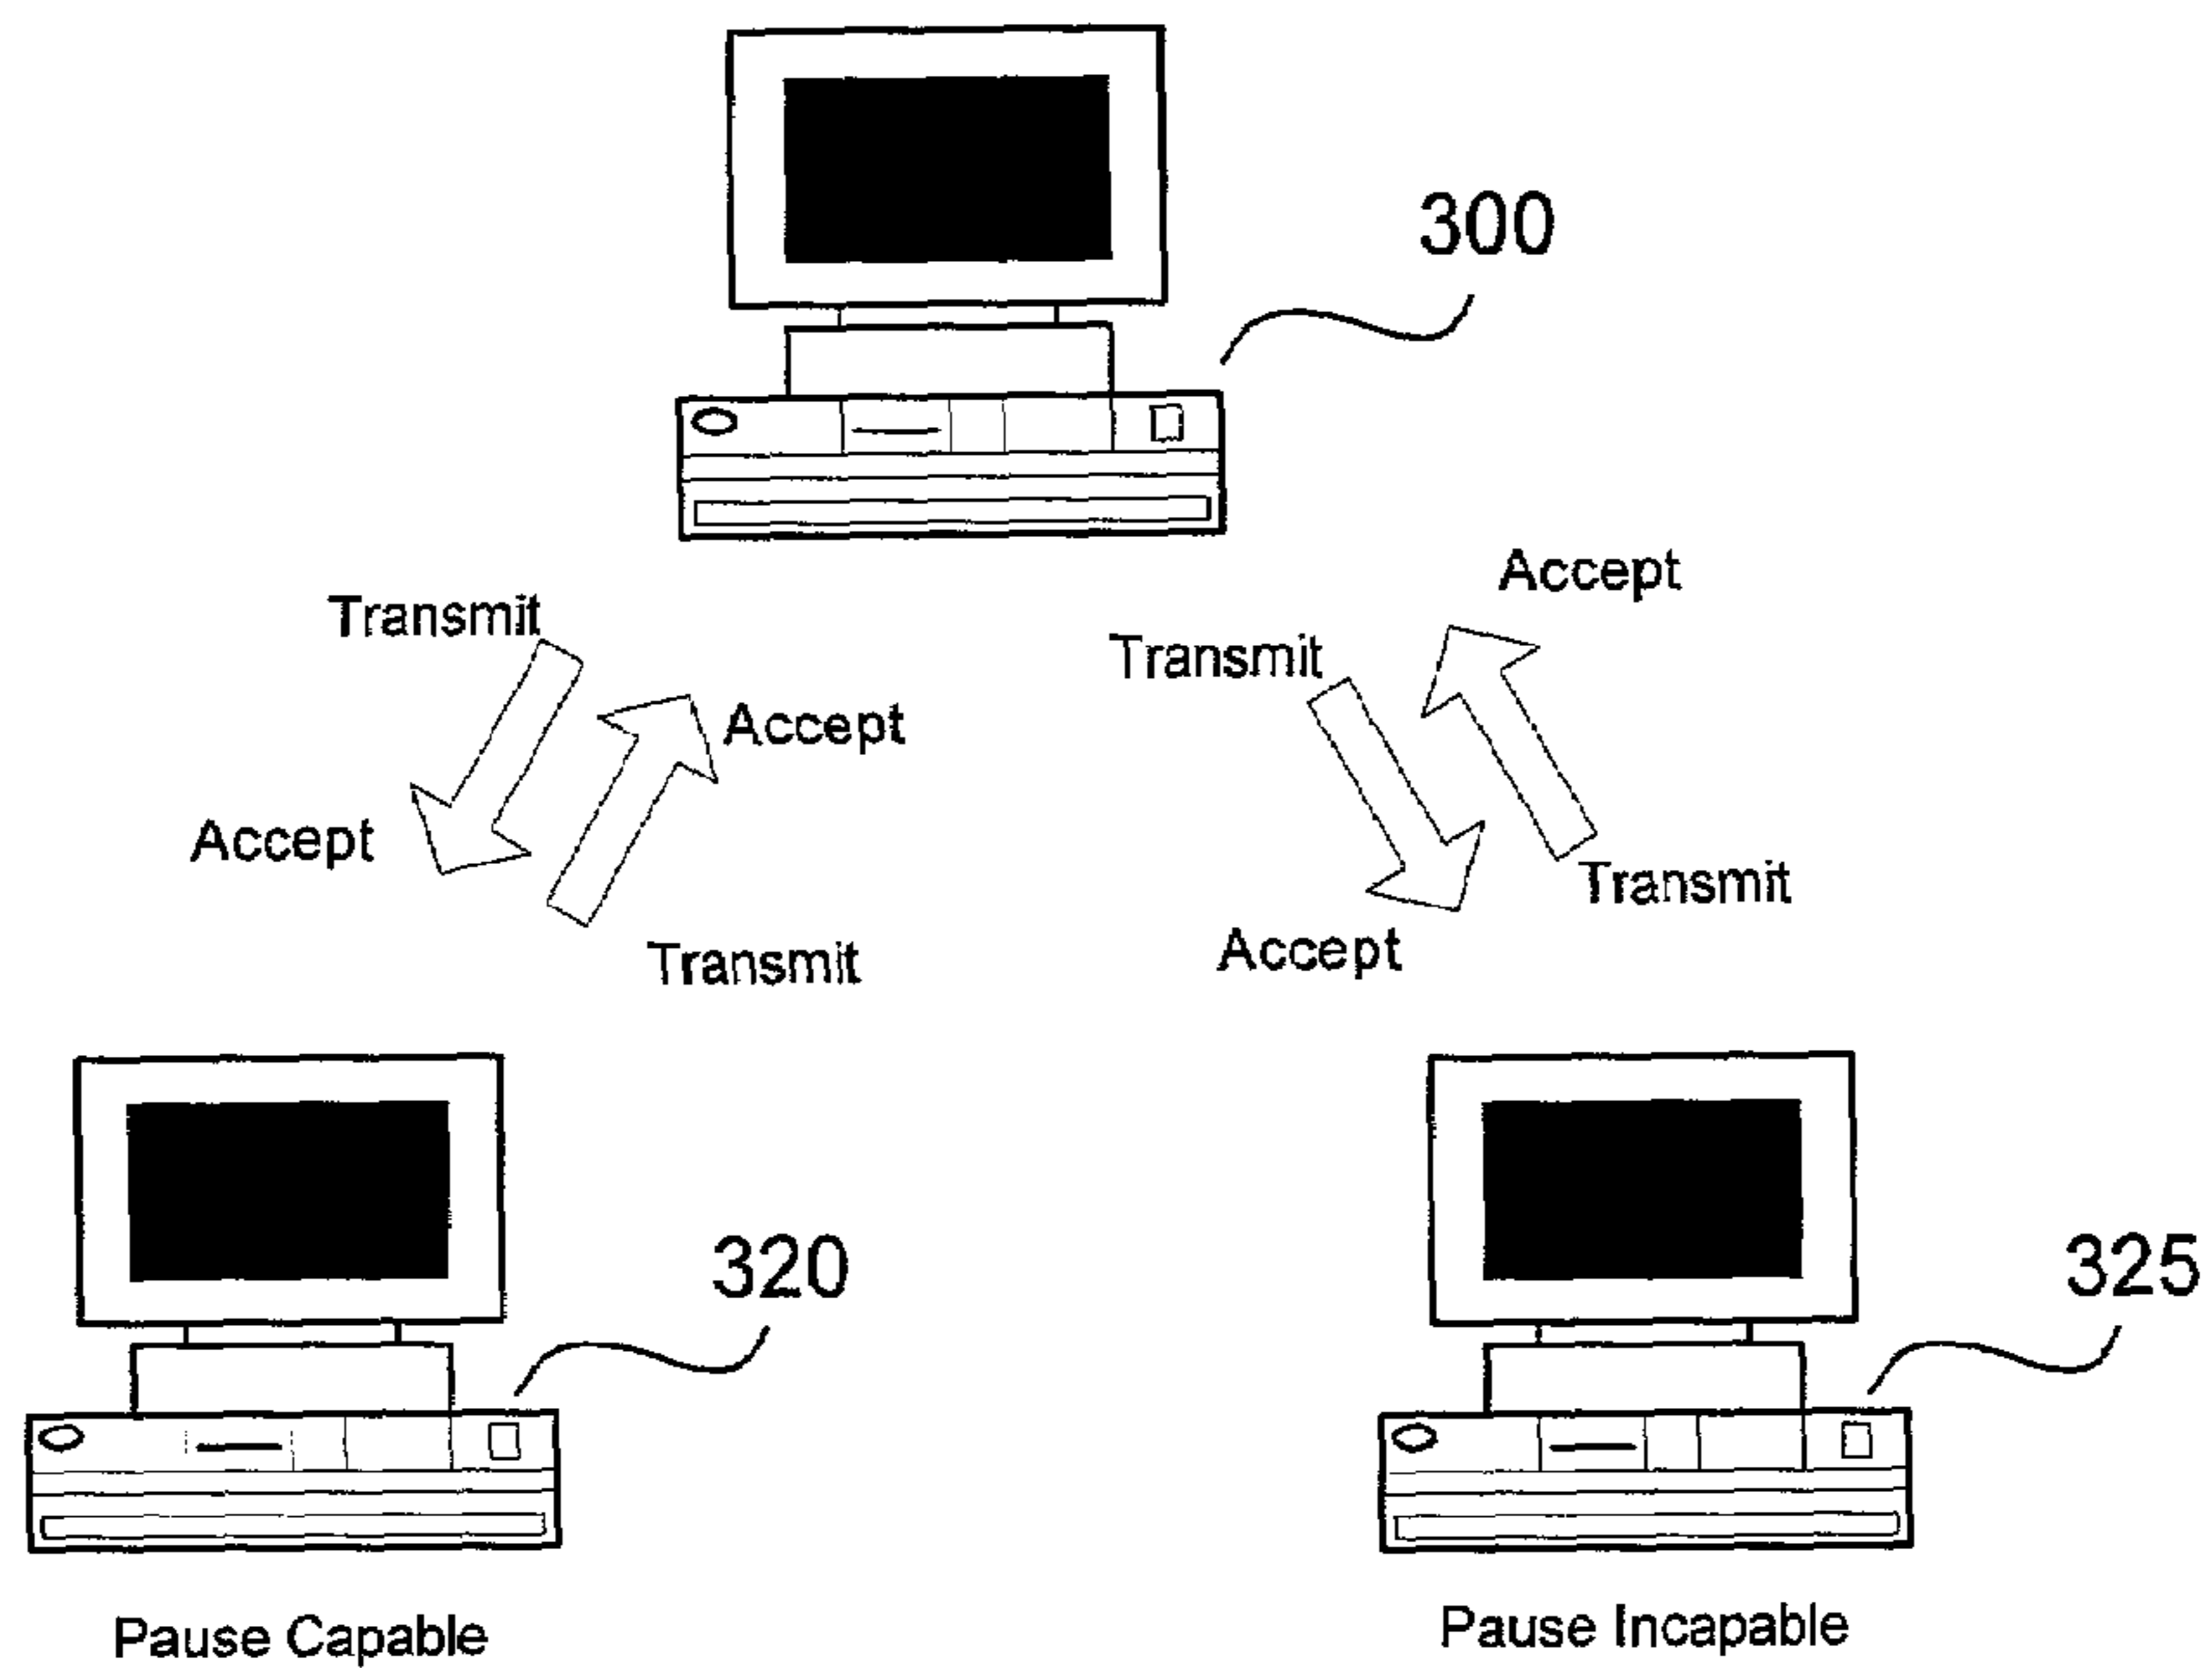 300
Accept
Transmit
Transmit
Accept
Accept
Transmit
Accept
Transmit
320
325
Pause Capable
Pause Incapable